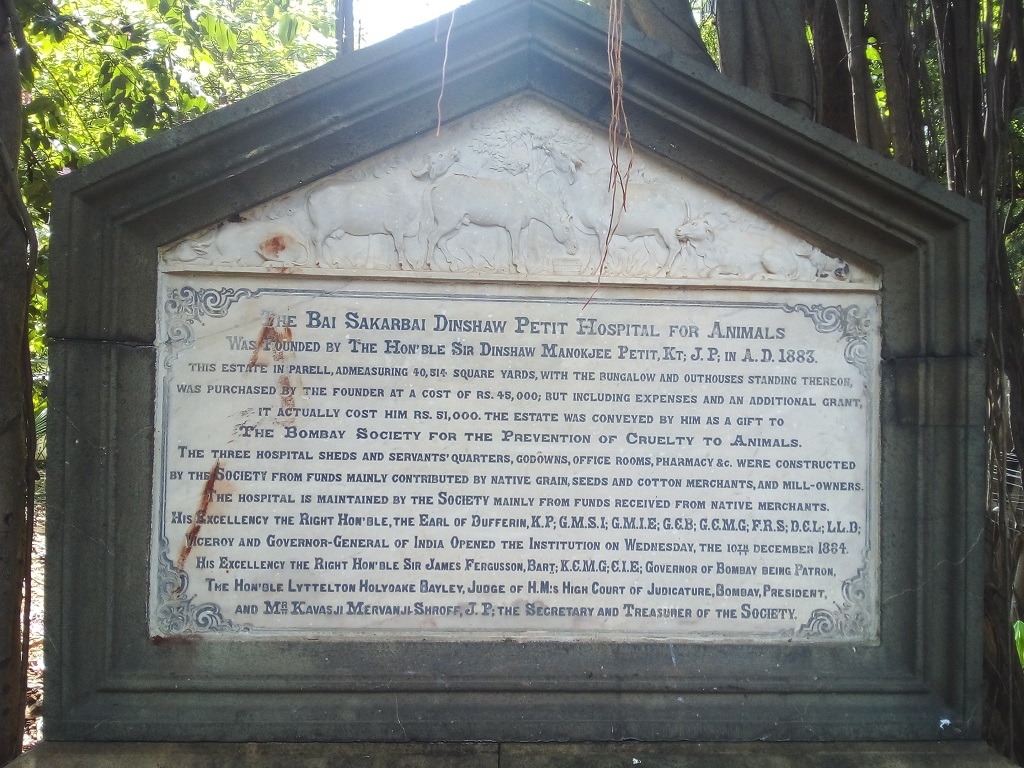 THE BAI SAKARBAI DINSHAW PETIT HOSPITAL FOR ANIMALS
WAS FOUNDED BY THE HON'BLE SIR DINSHAW MANOKJEE PETIT, KT; J. P; IN A. D. 1883.
THIS ESTATE IN PARELL, ADMEASURING 40,514 SQUARE YARDS, WITH THE BUNGALOW AND OUTHOUSES STANDING THEREON,
WAS PURCHASED BY THE FOUNDER AT A COST OF RS. 45,000; BUT INCLUDING EXPENSES AND AN ADDITIONAL GRANT,
IT ACTUALLY COST HIM RS. 51,000. THE ESTATE WAS CONVEYED BY HIM AS A GIFT TO
THE BOMBAY SOCIETY FOR THE PREVENTION OF CRUELTY TO ANIMALS.
THE THREE HOSPITAL SHEDS AND SERVANTS' QUARTERS, GODOWNS, OFFICE ROOMS, PHARMACY &c. WERE CONSTRUCTED
BY THE SOCIETY FROM FUNDS MAINLY CONTRIBUTED BY NATIVE GRAIN, SEEDS AND COTTON MERCHANTS, AND MILL-OWNERS.
THE HOSPITAL IS MAINTAINED BY THE SOCIETY MAINLY FROM FUNDS RECEIVED FROM NATIVE MERCHANTS.
HIS EXCELLENCY THE RIGHT HON'BLE, THE EARL OF DUFFERIN, K.P; G.M.S.I; G.M.I.E; G.C.B; G.C.M.G; F.R.S; D.C.L; LL.D;
VICEROY AND GOVERNOR-GENERAL OF INDIA OPENED THE INSTITUTION ON WEDNESDAY, THE 10TH DECEMBER 1884.
HIS EXCELLENCY THE RIGHT HON'BLE SIR JAMES FERGUSSON, BART; K.C.M.G; C.I.E; GOVERNOR OF BOMBAY BEING PATRON,
THE HON'BLE LYTTELTON HOLYOAKE BAYLEY, JUDGE OF H.M:S HIGH COURT OF JUDICATURE, BOMBAY, PRESIDENT,
AND MR KAVASJI MERVANJI SHROFF, J. P; THE SECRETARY AND TREASURER OF THE SOCIETY.